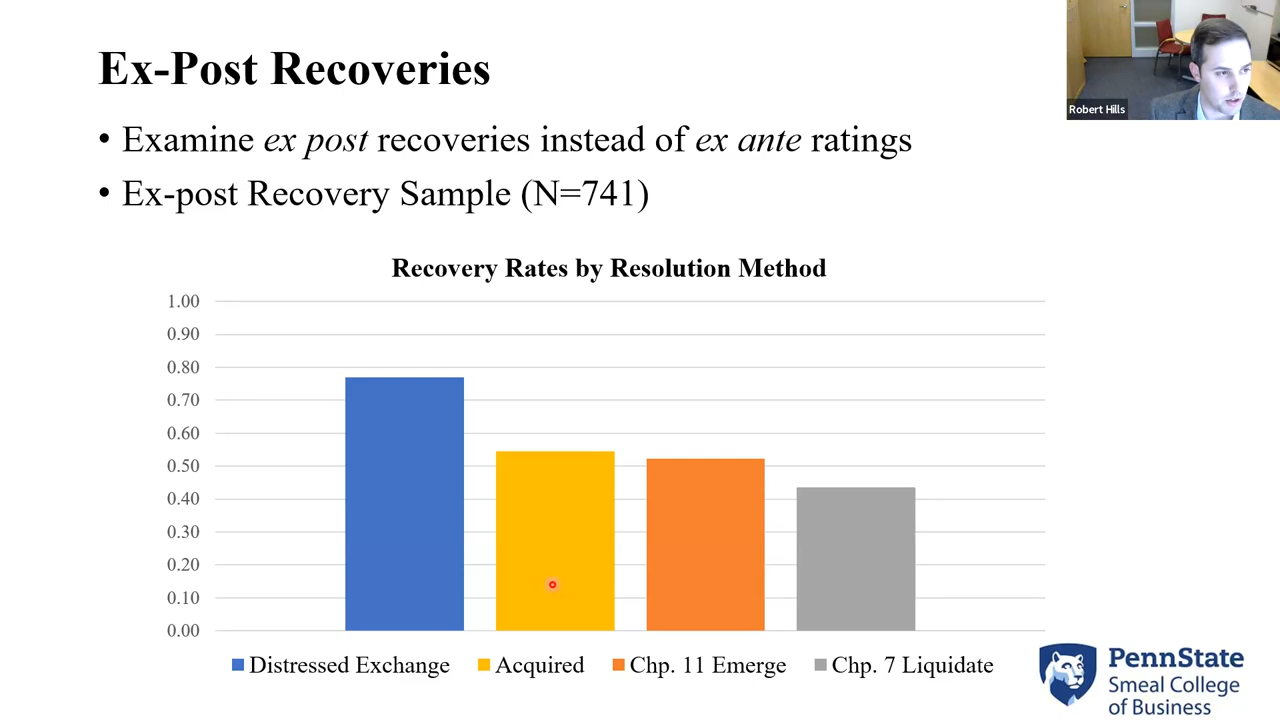 Ex-Post Recoveries
Robert Hills
• Examine ex post recoveries instead of ex ante ratings
• Ex-post Recovery Sample (N=741)
Recovery Rates by Resolution Method
1.00
0.90
0.80
0.70
0.60
0.50
0.40
0.30
0.20
0.10
0.00
Distressed Exchange Acquired Chp. 11 Emerge Chp. 7 Liquidate
PennState
Smeal College
of Business